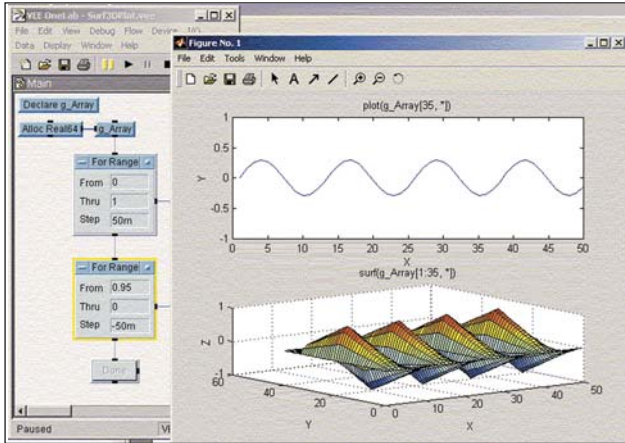 VEE OneLab - Surf3DPlat.vee
File Edit View Debug Flow Device I/O
Data Display Window Help
Main
Declare g_Array
Alloc Real64
g_Array
For Range
From 0
Thru 1
Step 50m
For Range
From 0.95
Thru 0
Step -50m
Done
Paused
Figure No. 1
File Edit Tools Window Help
A
plot(g_Array[35, *])
Y
1
0.5
0
-0.5
-1
0 5 10 15 20 25 30 35 40 45 50
X
surf(g_Array[1:35, *])
Z
1
0
-1
60
40
20
0
Y
0 10 20 30 40 50
X